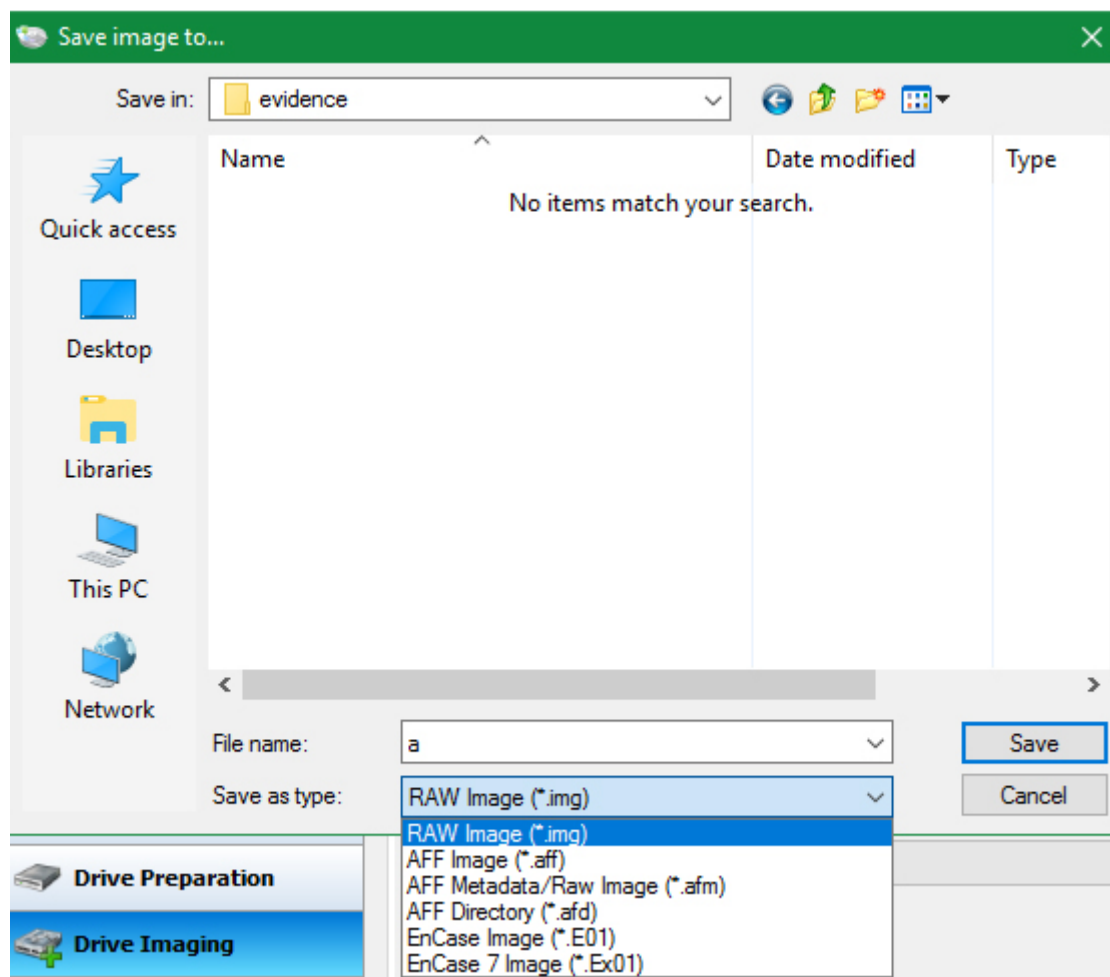 Save image to...
Save in: evidence
Name Date modified Type
No items match your search.
Quick access
Desktop
Libraries
This PC
Network
File name: a Save
Save as type: RAW Image (*.img) Cancel
RAW Image (*.img)
AFF Image (*.aff)
AFF Metadata/Raw Image (*.afm)
AFF Directory (*.afd)
EnCase Image (*.E01)
EnCase 7 Image (*.Ex01)
Drive Preparation
Drive Imaging